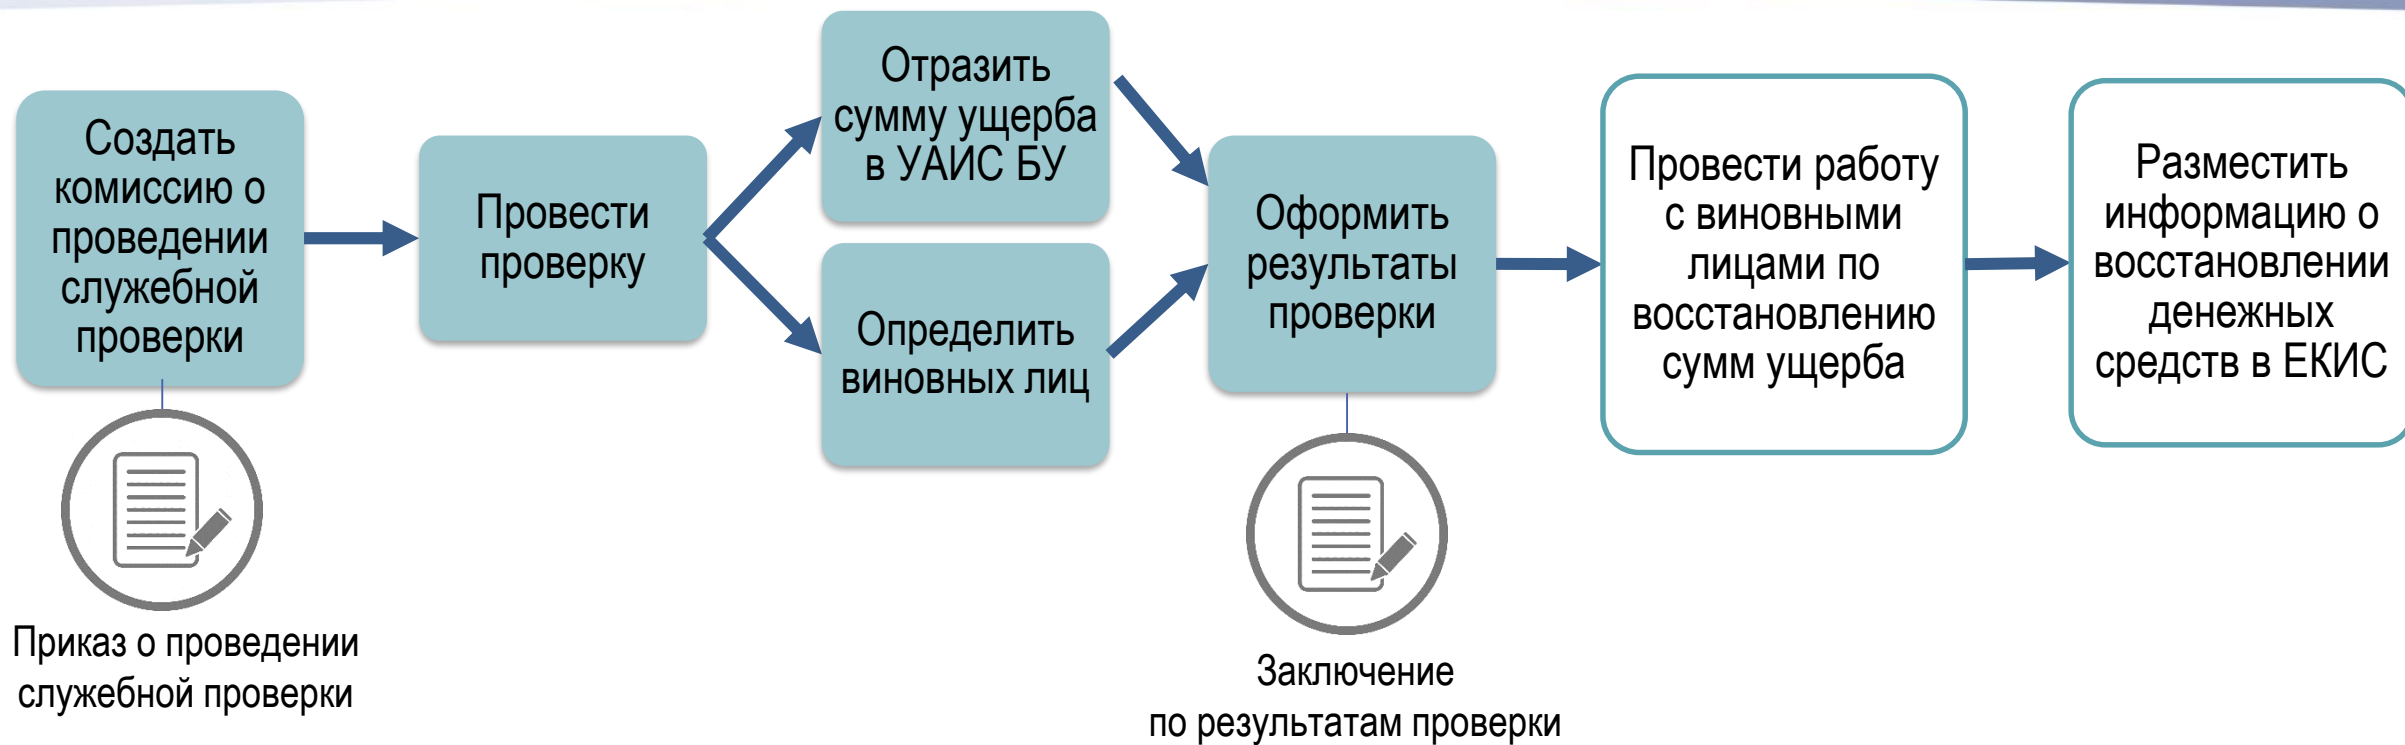 Создать
комиссию о
проведении
служебной
проверки
Приказ о проведении
служебной проверки
Провести
проверку
Отразить
сумму ущерба
в УАИС БУ
Определить
виновных лиц
Оформить
результаты
проверки
Заключение
по результатам проверки
Провести работу
с виновными
лицами по
восстановлению
сумм ущерба
Разместить
информацию о
восстановлении
денежных
средств в ЕКИС